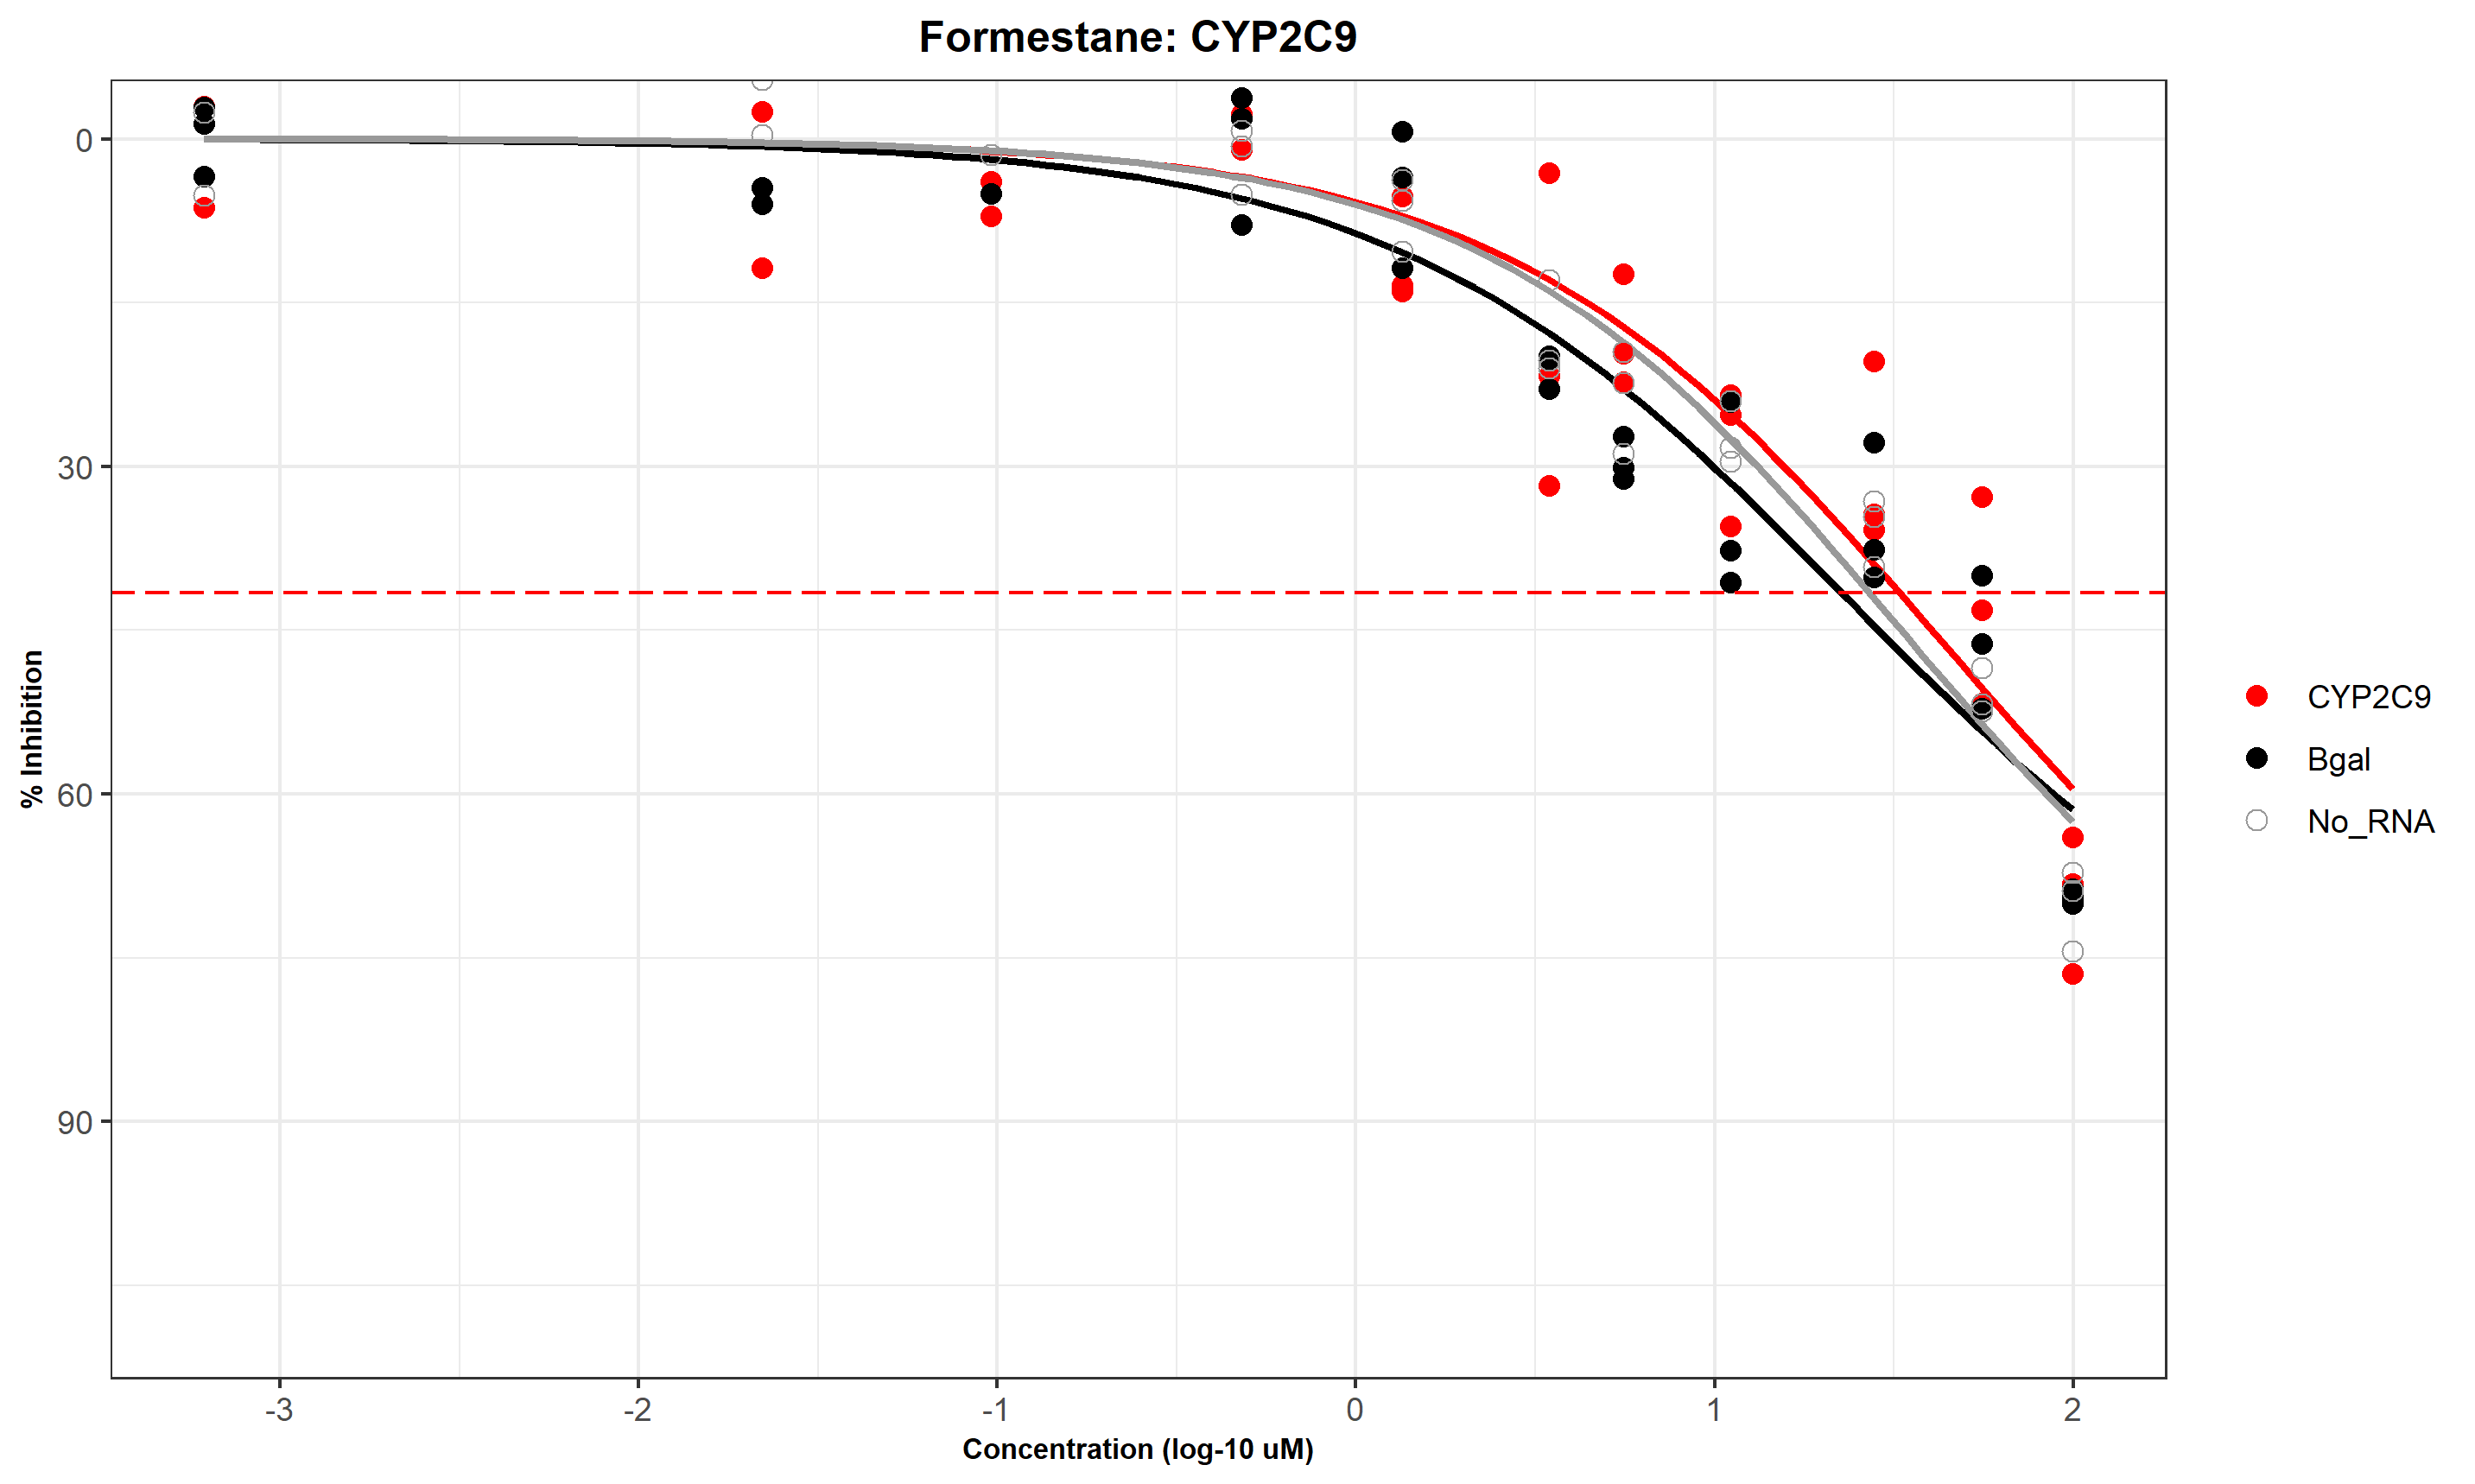 Formestane: CYP2C9
% Inhibition
0
30
60
90
-3
-2
-1
0
1
2
Concentration (log-10 uM)
CYP2C9
Bgal
No_RNA